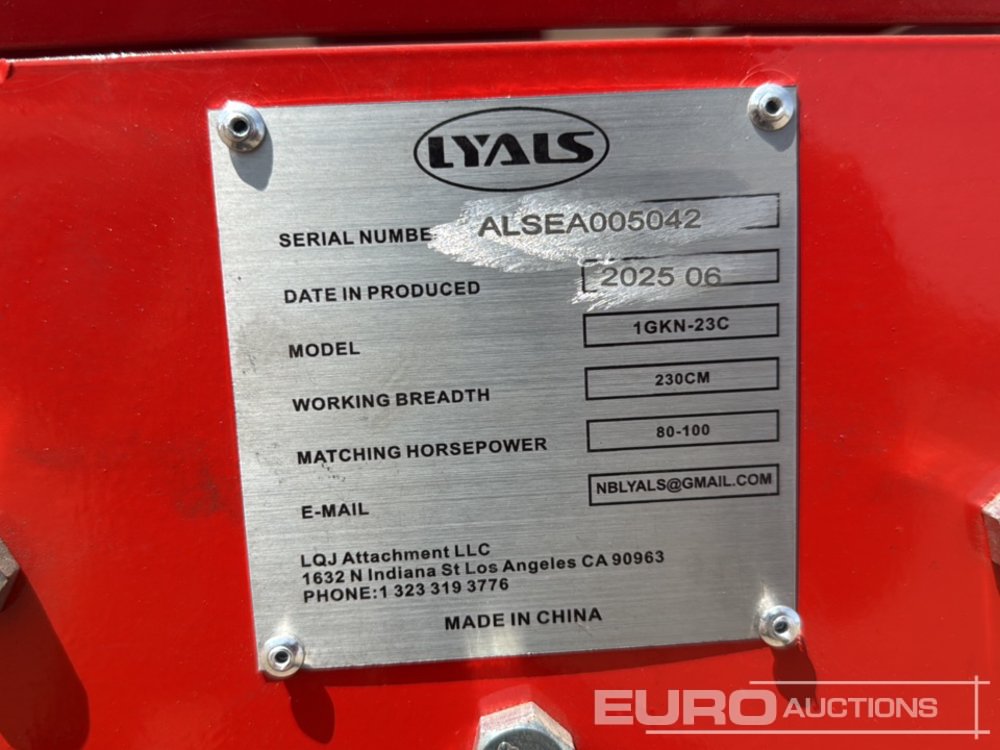 LYALS
SERIAL NUMBE ALSEA005042
DATE IN PRODUCED 2025 06
MODEL 1GKN-23C
WORKING BREADTH 230CM
MATCHING HORSEPOWER 80-100
E-MAIL NBLYALS@GMAIL.COM
LQJ Attachment LLC
1632 N Indiana St Los Angeles CA 90963
PHONE:1 323 319 3776
MADE IN CHINA
EURO AUCTIONS